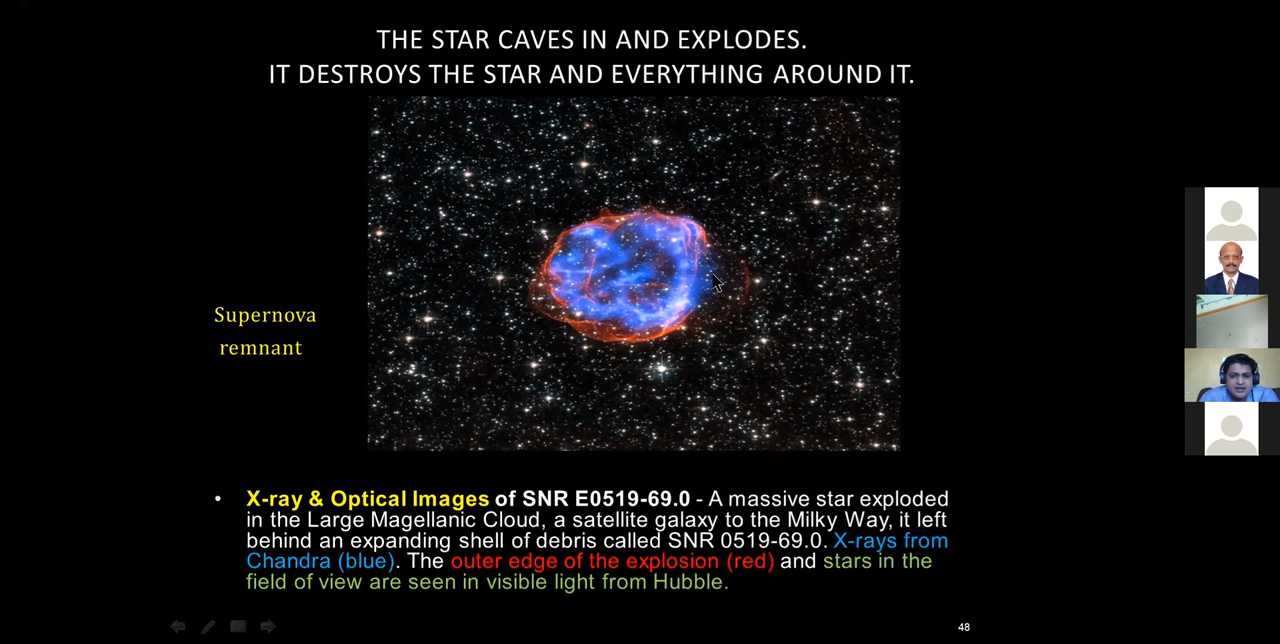 THE STAR CAVES IN AND EXPLODES.
IT DESTROYS THE STAR AND EVERYTHING AROUND IT.
Supernova
remnant
• X-ray & Optical Images of SNR E0519-69.0 - A massive star exploded
in the Large Magellanic Cloud, a satellite galaxy to the Milky Way, it left
behind an expanding shell of debris called SNR 0519-69.0. X-rays from
Chandra (blue). The outer edge of the explosion (red) and stars in the
field of view are seen in visible light from Hubble.
48